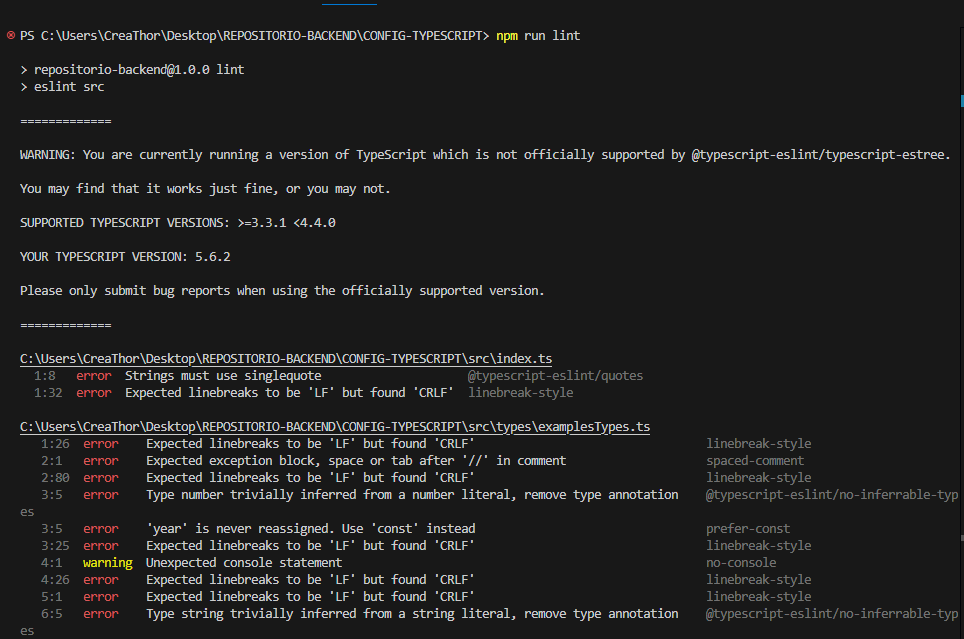 PS C:\Users\CreaThor\Desktop\REPOSITORIO-BACKEND\CONFIG-TYPESCRIPT> npm run lint
> repositorio-backend@1.0.0 lint
> eslint src
=============
WARNING: You are currently running a version of TypeScript which is not officially supported by @typescript-eslint/typescript-estree.
You may find that it works just fine, or you may not.
SUPPORTED TYPESCRIPT VERSIONS: >=3.3.1 <4.4.0
YOUR TYPESCRIPT VERSION: 5.6.2
Please only submit bug reports when using the officially supported version.
=============
C:\Users\CreaThor\Desktop\REPOSITORIO-BACKEND\CONFIG-TYPESCRIPT\src\index.ts
1:8 error Strings must use singlequote @typescript-eslint/quotes
1:32 error Expected linebreaks to be 'LF' but found 'CRLF' linebreak-style
C:\Users\CreaThor\Desktop\REPOSITORIO-BACKEND\CONFIG-TYPESCRIPT\src\types\examplesTypes.ts
1:26 error Expected linebreaks to be 'LF' but found 'CRLF' linebreak-style
2:1 error Expected exception block, space or tab after '//' in comment spaced-comment
2:80 error Expected linebreaks to be 'LF' but found 'CRLF' linebreak-style
3:5 error Type number trivially inferred from a number literal, remove type annotation @typescript-eslint/no-inferrable-typ
es
3:5 error 'year' is never reassigned. Use 'const' instead prefer-const
3:25 error Expected linebreaks to be 'LF' but found 'CRLF' linebreak-style
4:1 warning Unexpected console statement no-console
4:26 error Expected linebreaks to be 'LF' but found 'CRLF' linebreak-style
5:1 error Expected linebreaks to be 'LF' but found 'CRLF' linebreak-style
6:5 error Type string trivially inferred from a string literal, remove type annotation @typescript-eslint/no-inferrable-typ
es